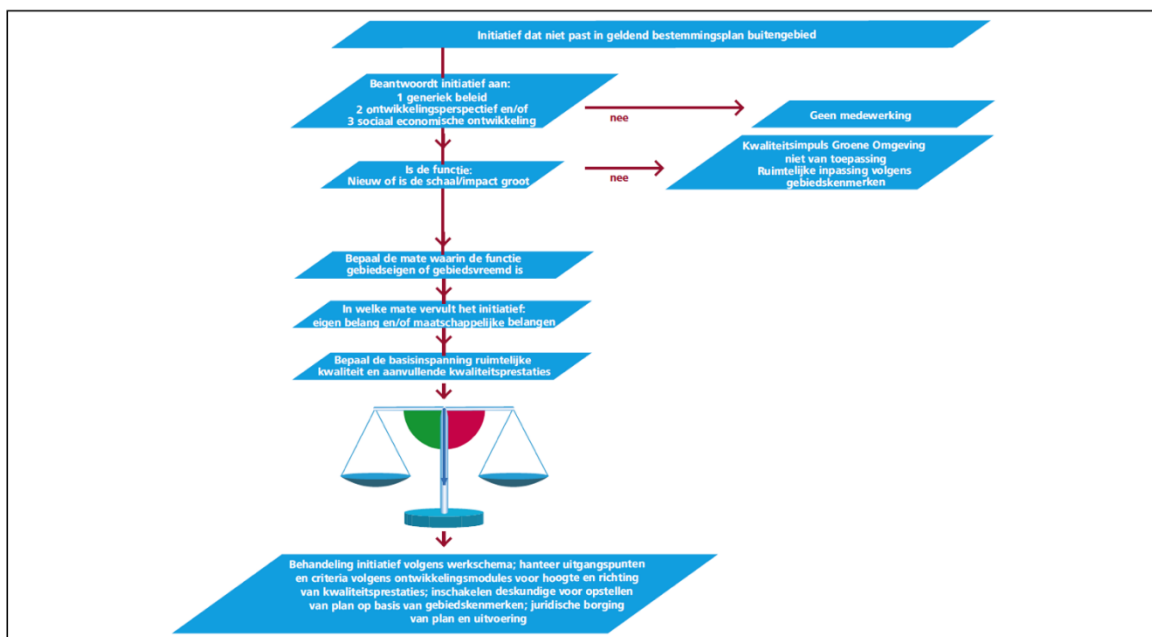 Initiatief dat niet past in geldend bestemmingsplan buitengebied
Beantwoordt initiatief aan:
1 generiek beleid
2 ontwikkelingsperspectief en/of
3 sociaal economische ontwikkeling
nee
Geen medewerking
Is de functie:
Nieuw of is de schaal/impact groot
nee
Kwaliteitsimpuls Groene Omgeving
niet van toepassing
Ruimtelijke inpassing volgens
gebiedskenmerken
Bepaal de mate waarin de functie
gebiedseigen of gebiedsvreemd is
In welke mate vervult het initiatief:
eigen belang en/of maatschappelijke belangen
Bepaal de basisinspanning ruimtelijke
kwaliteit en aanvullende kwaliteitsprestaties
Behandeling initiatief volgens werkschema; hanteer uitgangspunten
en criteria volgens ontwikkelingsmodules voor hoogte en richting
van kwaliteitsprestaties; inschakelen deskundige voor opstellen
van plan op basis van gebiedskenmerken; juridische borging
van plan en uitvoering